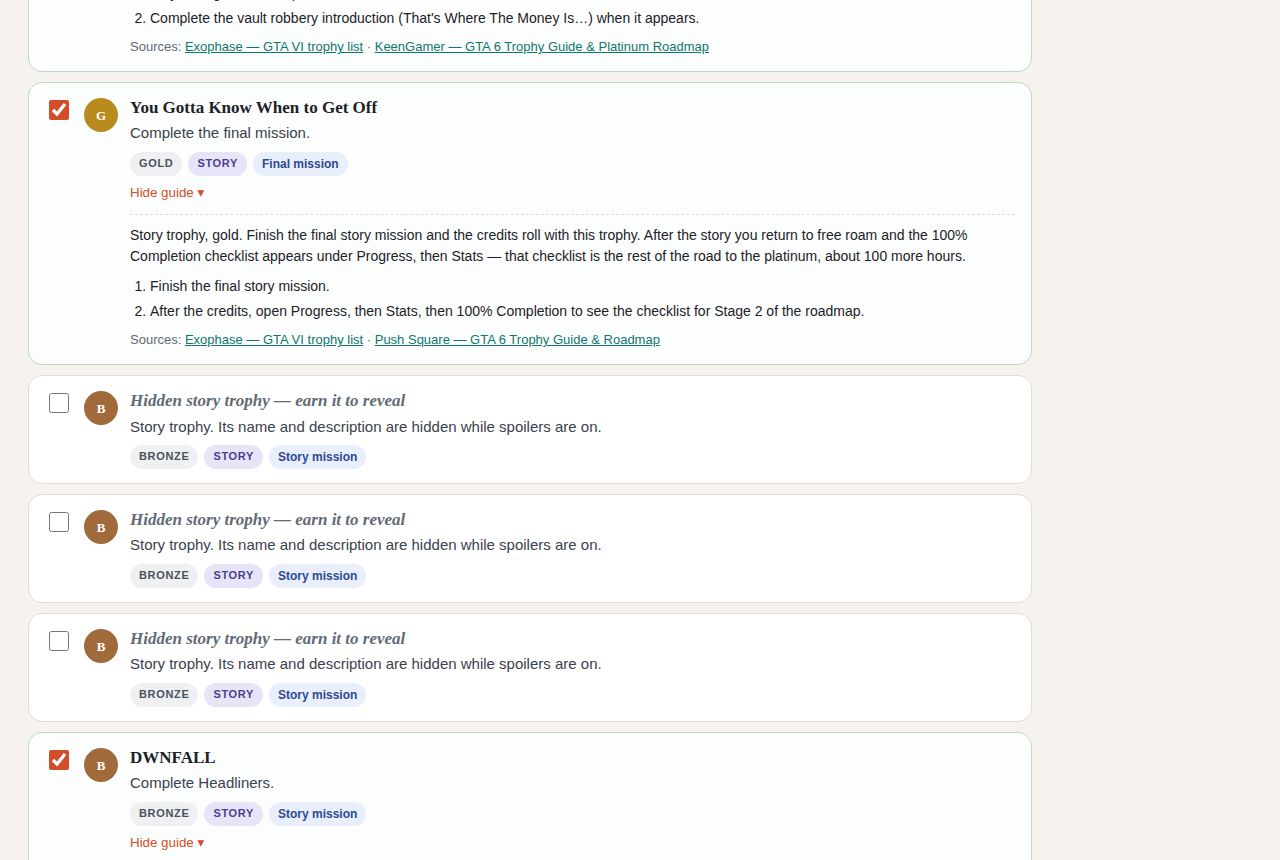 2. Complete the vault robbery introduction (That's Where The Money Is…) when it appears.
Sources: Exophase — GTA VI trophy list · KeenGamer — GTA 6 Trophy Guide & Platinum Roadmap
G
You Gotta Know When to Get Off
Complete the final mission.
GOLD STORY Final mission
Hide guide ▾
Story trophy, gold. Finish the final story mission and the credits roll with this trophy. After the story you return to free roam and the 100%
Completion checklist appears under Progress, then Stats — that checklist is the rest of the road to the platinum, about 100 more hours.
1. Finish the final story mission.
2. After the credits, open Progress, then Stats, then 100% Completion to see the checklist for Stage 2 of the roadmap.
Sources: Exophase — GTA VI trophy list · Push Square — GTA 6 Trophy Guide & Roadmap
B
Hidden story trophy — earn it to reveal
Story trophy. Its name and description are hidden while spoilers are on.
BRONZE STORY Story mission
B
Hidden story trophy — earn it to reveal
Story trophy. Its name and description are hidden while spoilers are on.
BRONZE STORY Story mission
B
Hidden story trophy — earn it to reveal
Story trophy. Its name and description are hidden while spoilers are on.
BRONZE STORY Story mission
B
DWNFALL
Complete Headliners.
BRONZE STORY Story mission
Hide guide ▾